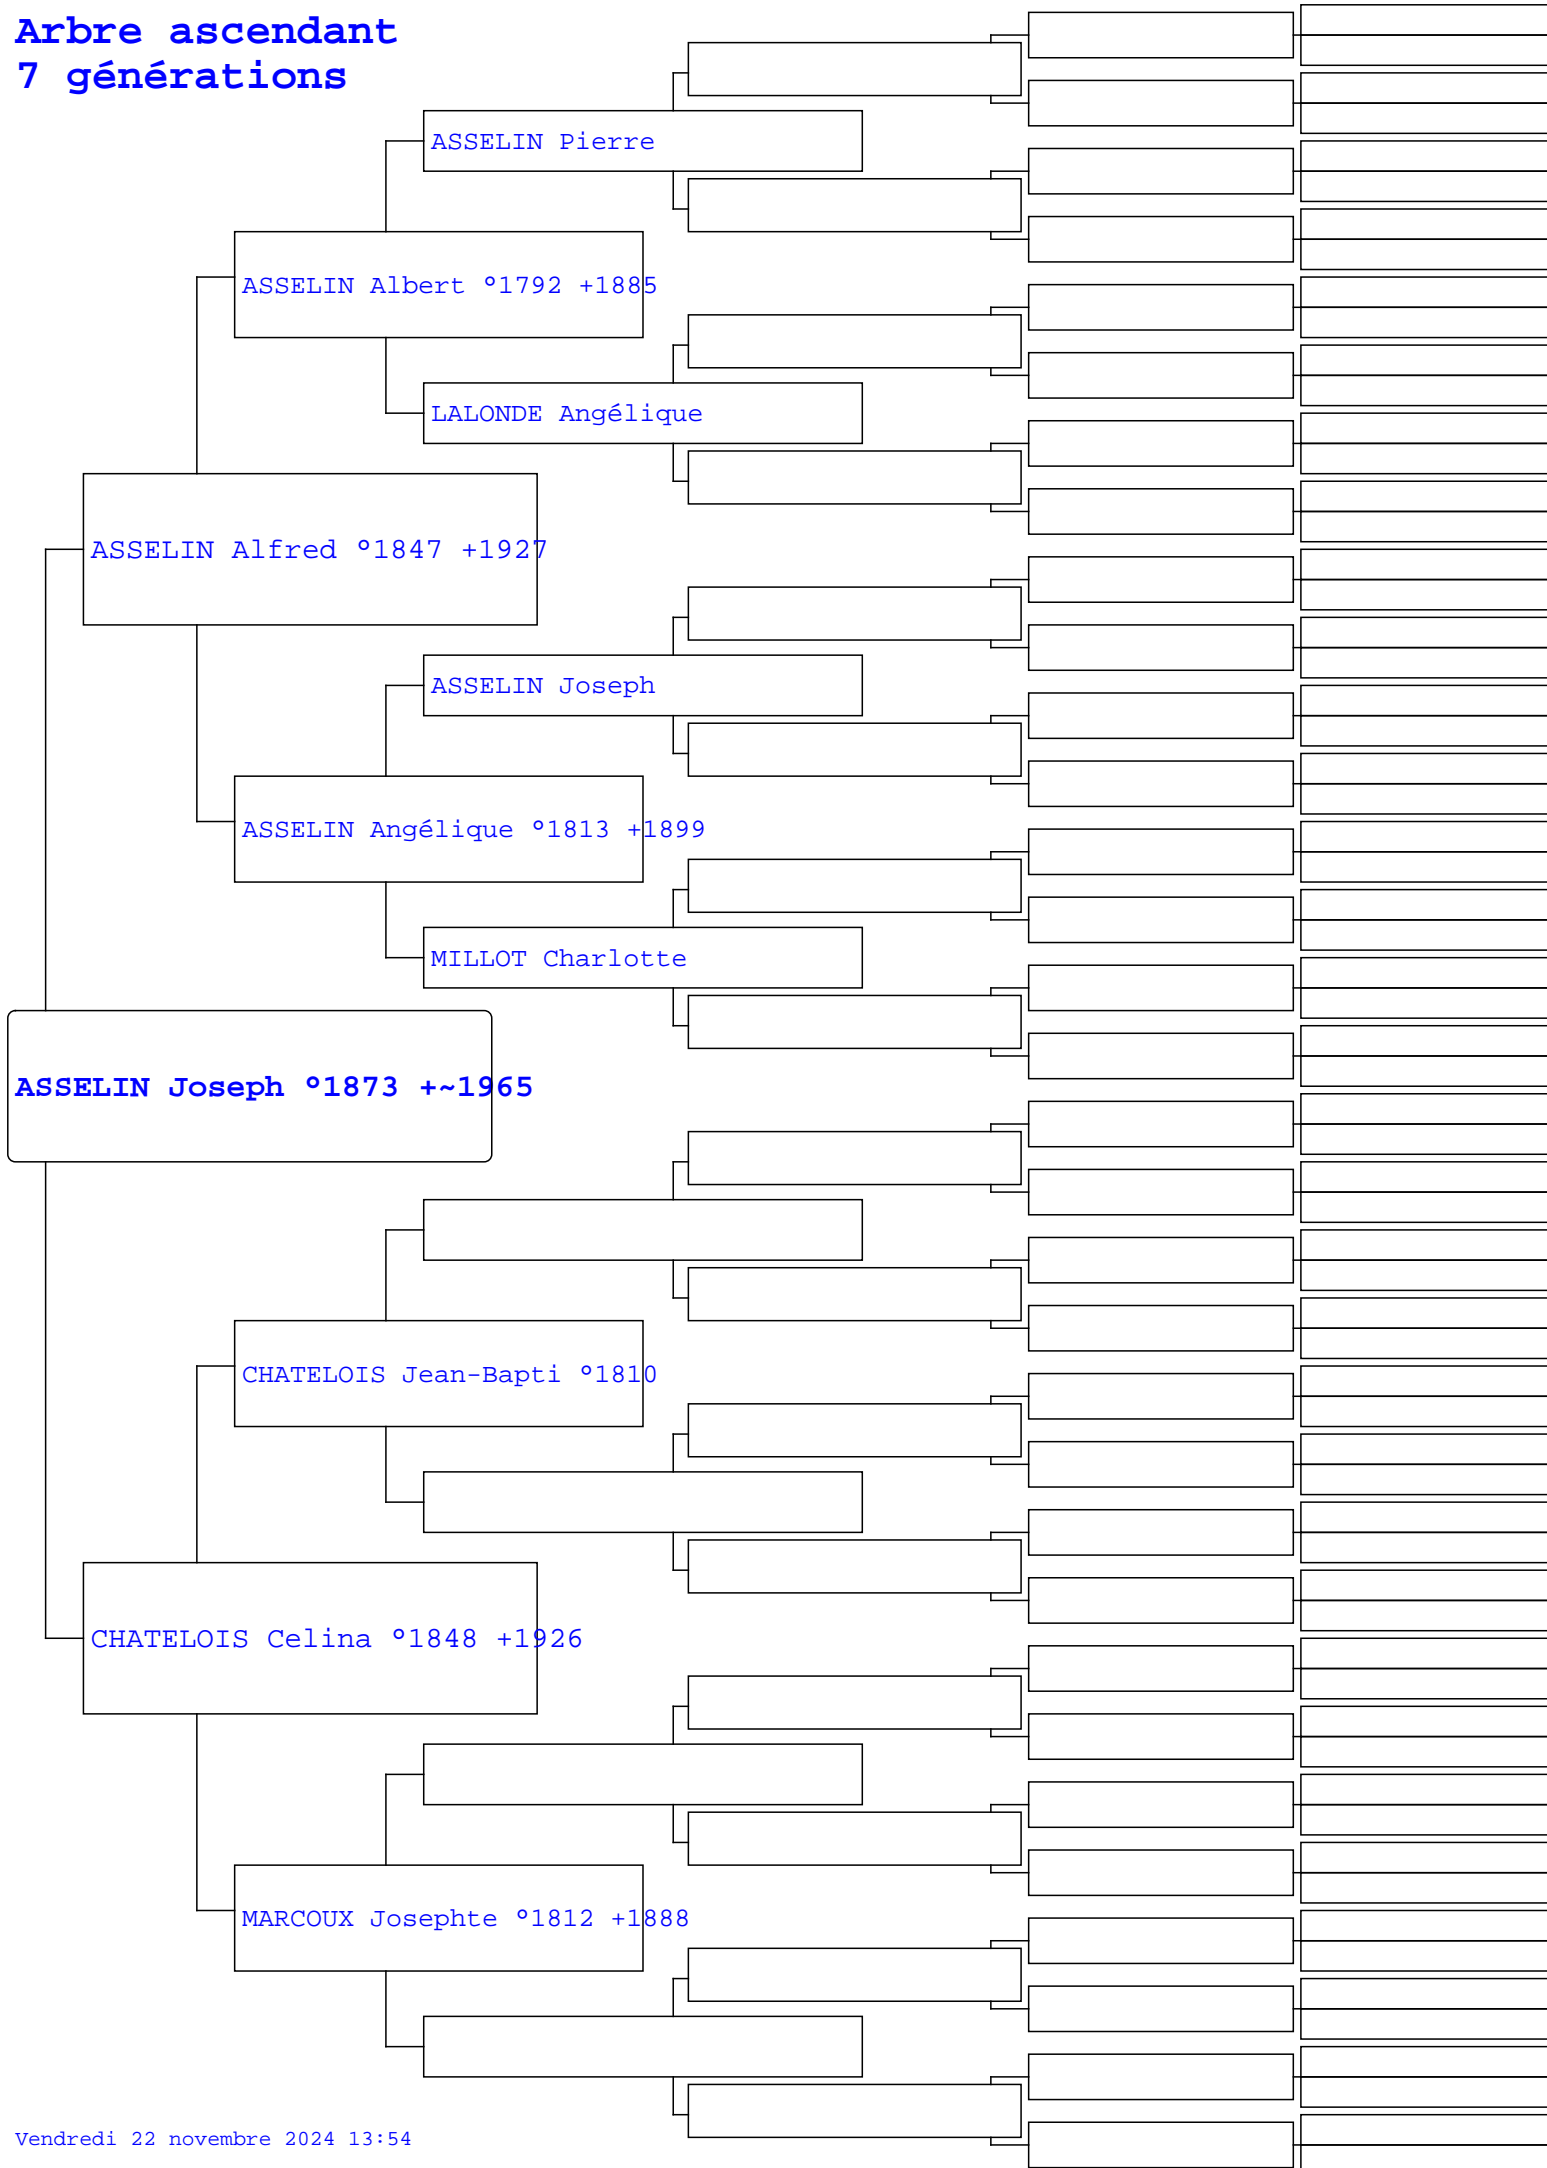 Arbre ascendant
7 générations
ASSELIN Pierre
ASSELIN Albert °1792 +1885
LALONDE Angélique
ASSELIN Alfred °1847 +1927
ASSELIN Joseph
ASSELIN Angélique °1813 +1899
MILLOT Charlotte
ASSELIN Joseph °1873 +~1965
CHATELOIS Jean-Bapti °1810
CHATELOIS Celina °1848 +1926
MARCOUX Josephte °1812 +1888
Vendredi 22 novembre 2024 13:54